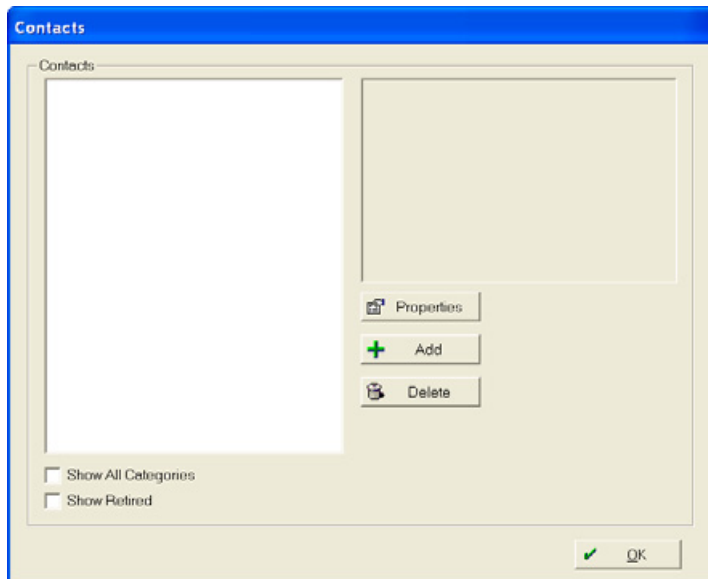 Contacts
Contacts
Properties
Add
Delete
Show All Categories
Show Retired
OK